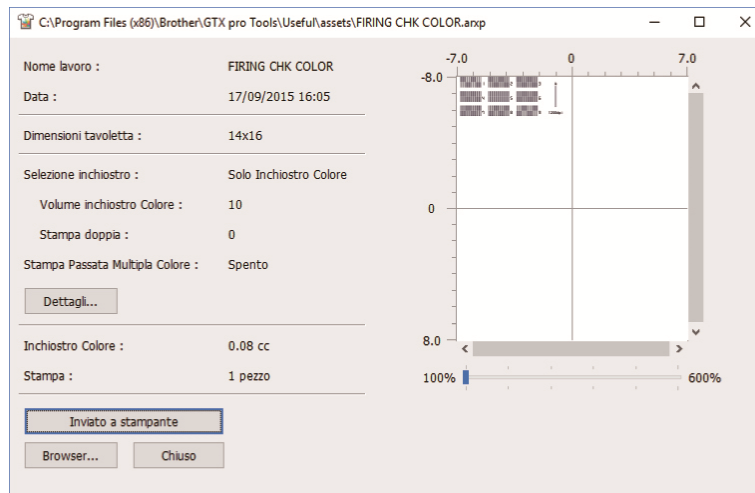 C:\Program Files (x86)\Brother\GTX pro Tools\Useful\assets\FIRING CHK COLOR.arxp
Nome lavoro : FIRING CHK COLOR
Data : 17/09/2015 16:05
Dimensioni tavoletta : 14x16
Selezione inchiostro : Solo Inchiostro Colore
Volume inchiostro Colore : 10
Stampa doppia : 0
Stampa Passata Multipla Colore : Spento
Dettagli...
Inchiostro Colore : 0.08 cc
Stampa : 1 pezzo
Inviato a stampante
Browser... Chiuso
-7.0 0 7.0
-8.0
0
8.0
100% 600%